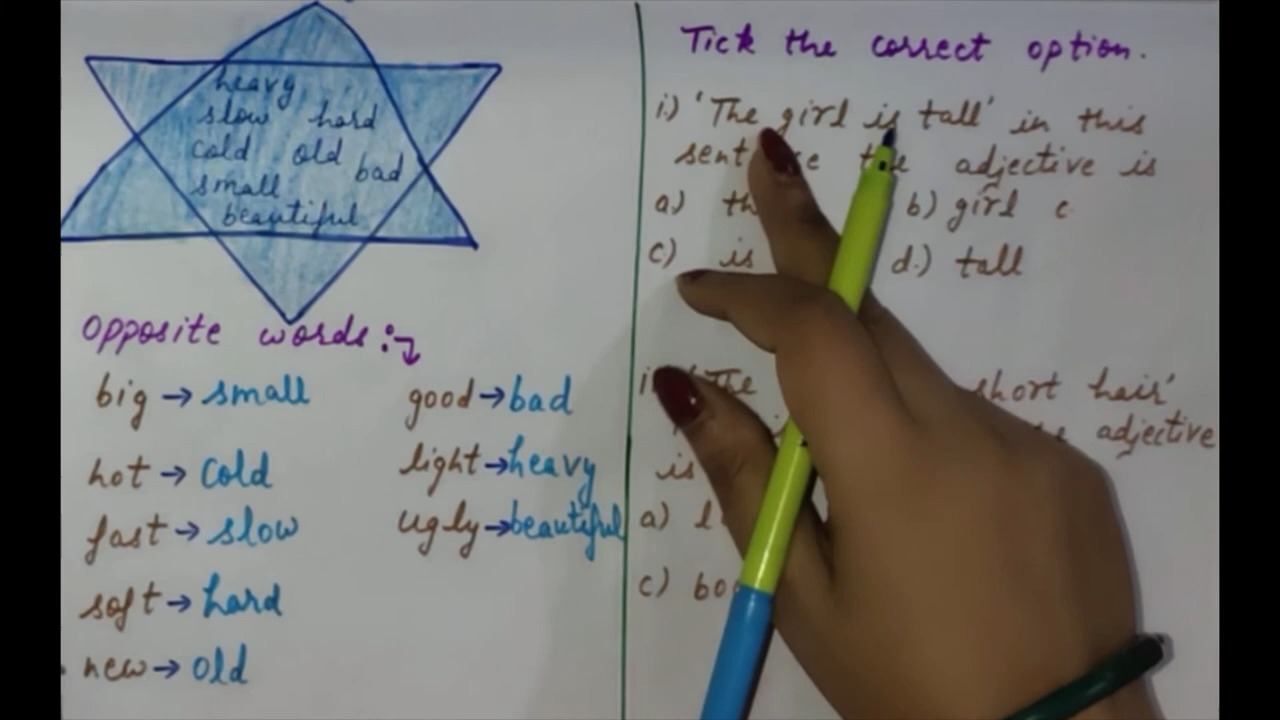 heavy
slow hard
cold old
bad
small
beautiful
Opposite words:
big → small
hot → cold
fast → slow
soft → hard
new → old
good → bad
light → heavy
ugly → beautiful
Tick the correct option.
i) 'The girl is tall' in this
the adjective is
a) b) girl c
c) is d.) tall
The short hair'
adjective
is
a)
c)